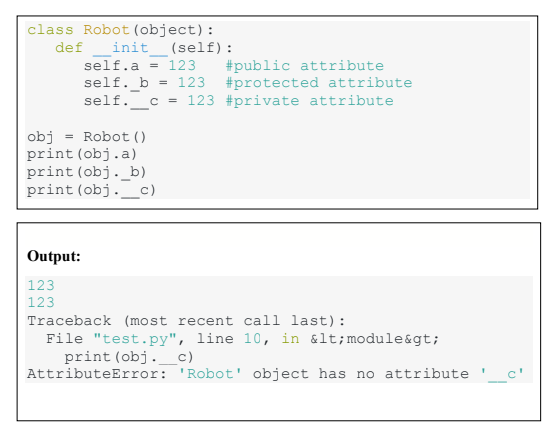 class Robot(object):
   def __init__(self):
      self.a = 123   #public attribute
      self._b = 123  #protected attribute
      self.__c = 123 #private attribute

obj = Robot()
print(obj.a)
print(obj._b)
print(obj.__c)

Output:

123
123
Traceback (most recent call last):
  File "test.py", line 10, in &lt;module&gt;
    print(obj.__c)
AttributeError: 'Robot' object has no attribute '__c'